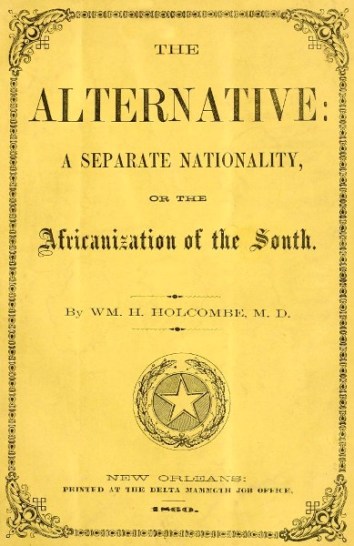 THE
ALTERNATIVE:
A SEPARATE NATIONALITY,
OR THE
Africanization of the South.
By WM. H. HOLCOMBE, M. D.
NEW ORLEANS:
PRINTED AT THE DELTA MAMMOTH JOB OFFICE.
1860.